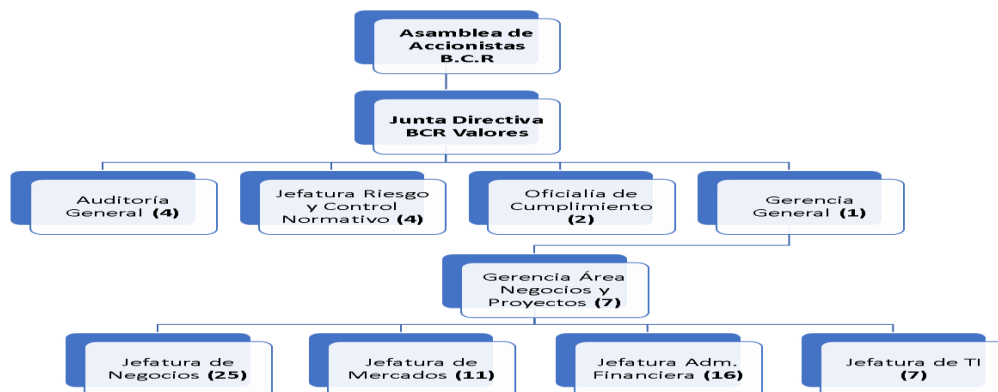 Asamblea de
Accionistas
B.C.R
Junta Directiva
BCR Valores
Auditoría
General (4)
Jefatura Riesgo
y Control
Normativo (4)
Oficialía de
Cumplimiento
(2)
Gerencia
General (1)
Gerencia Área
Negocios y
Proyectos (7)
Jefatura de
Negocios (25)
Jefatura de
Mercados (11)
Jefatura Adm.
Financiera (16)
Jefatura de TI
(7)